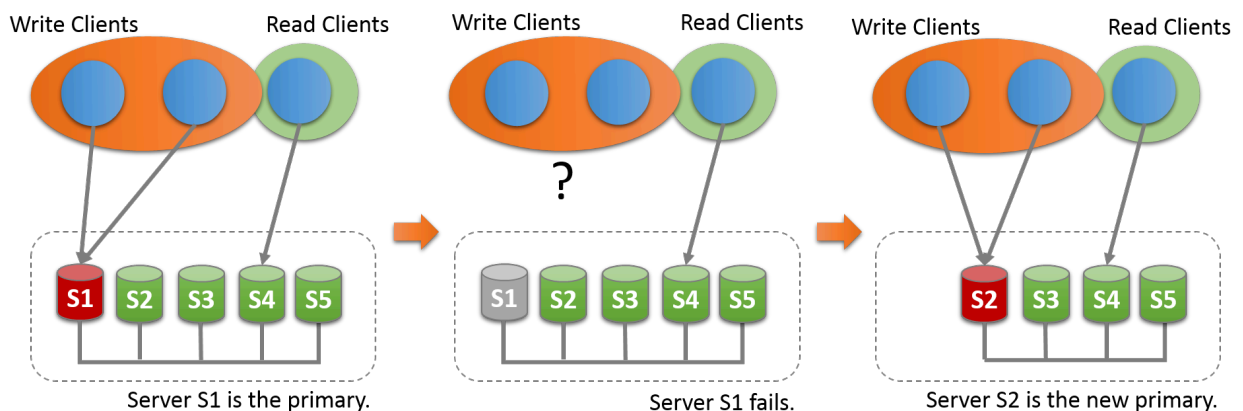 Write Clients
Read Clients
S1
S2
S3
S4
S5
Server S1 is the primary.
Write Clients
Read Clients
?
S1
S2
S3
S4
S5
Server S1 fails.
Write Clients
Read Clients
S2
S3
S4
S5
Server S2 is the new primary.